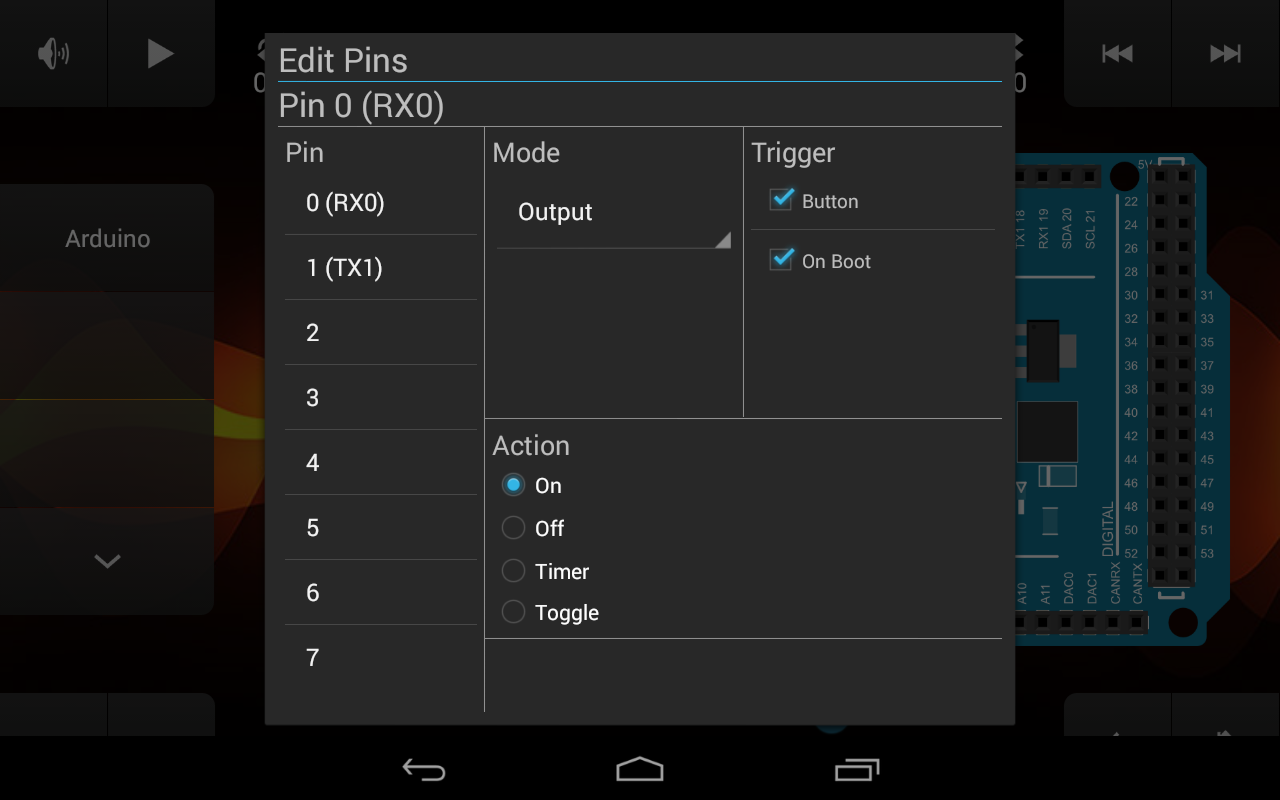 Edit Pins
Pin 0 (RX0)
Pin
0 (RX0)
1 (TX1)
2
3
4
5
6
7
Mode
Output
Trigger
Button
On Boot
Action
On
Off
Timer
Toggle
Arduino
0
0
TX1 18
RX1 19
SDA 20
SCL 21
5V
22
24
26
28
30 31
32 33
34 35
36 37
38 39
40 41
42 43
44 45
46 47
48 49
50 51
52 53
DIGITAL
A10
A11
DAC0
DAC1
CANRX
CANTX